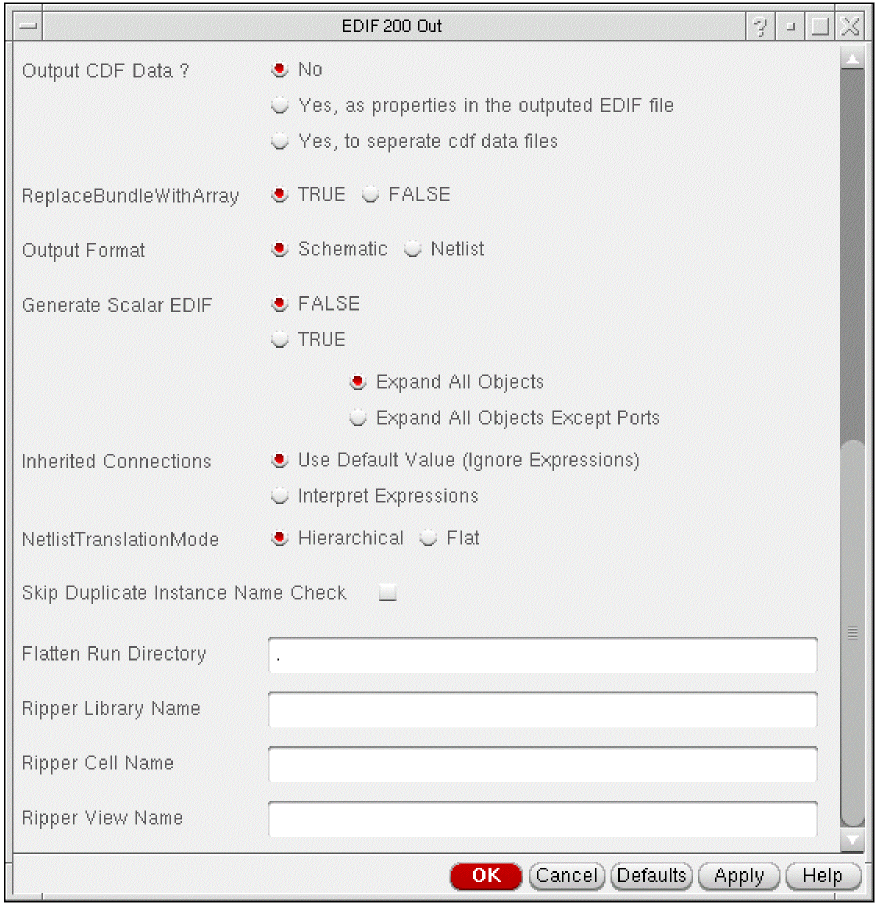 EDIF 200 Out
?
Output CDF Data ? No
Yes, as properties in the outputed EDIF file
Yes, to seperate cdf data files
ReplaceBundleWithArray TRUE FALSE
Output Format Schematic Netlist
Generate Scalar EDIF FALSE
TRUE
Expand All Objects
Expand All Objects Except Ports
Inherited Connections Use Default Value (Ignore Expressions)
Interpret Expressions
NetlistTranslationMode Hierarchical Flat
Skip Duplicate Instance Name Check
Flatten Run Directory .
Ripper Library Name
Ripper Cell Name
Ripper View Name
OK Cancel Defaults Apply Help